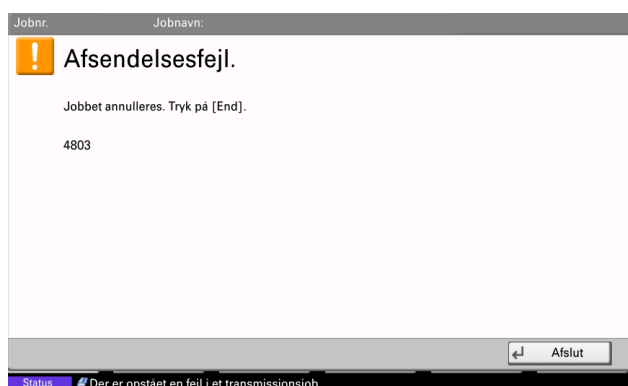 Jobnr. Jobnavn:
Afsendelsesfejl.
Jobbet annulleres. Tryk på [End].
4803
Afslut
Status Der er opstået en fejl i et transmissionsjob.